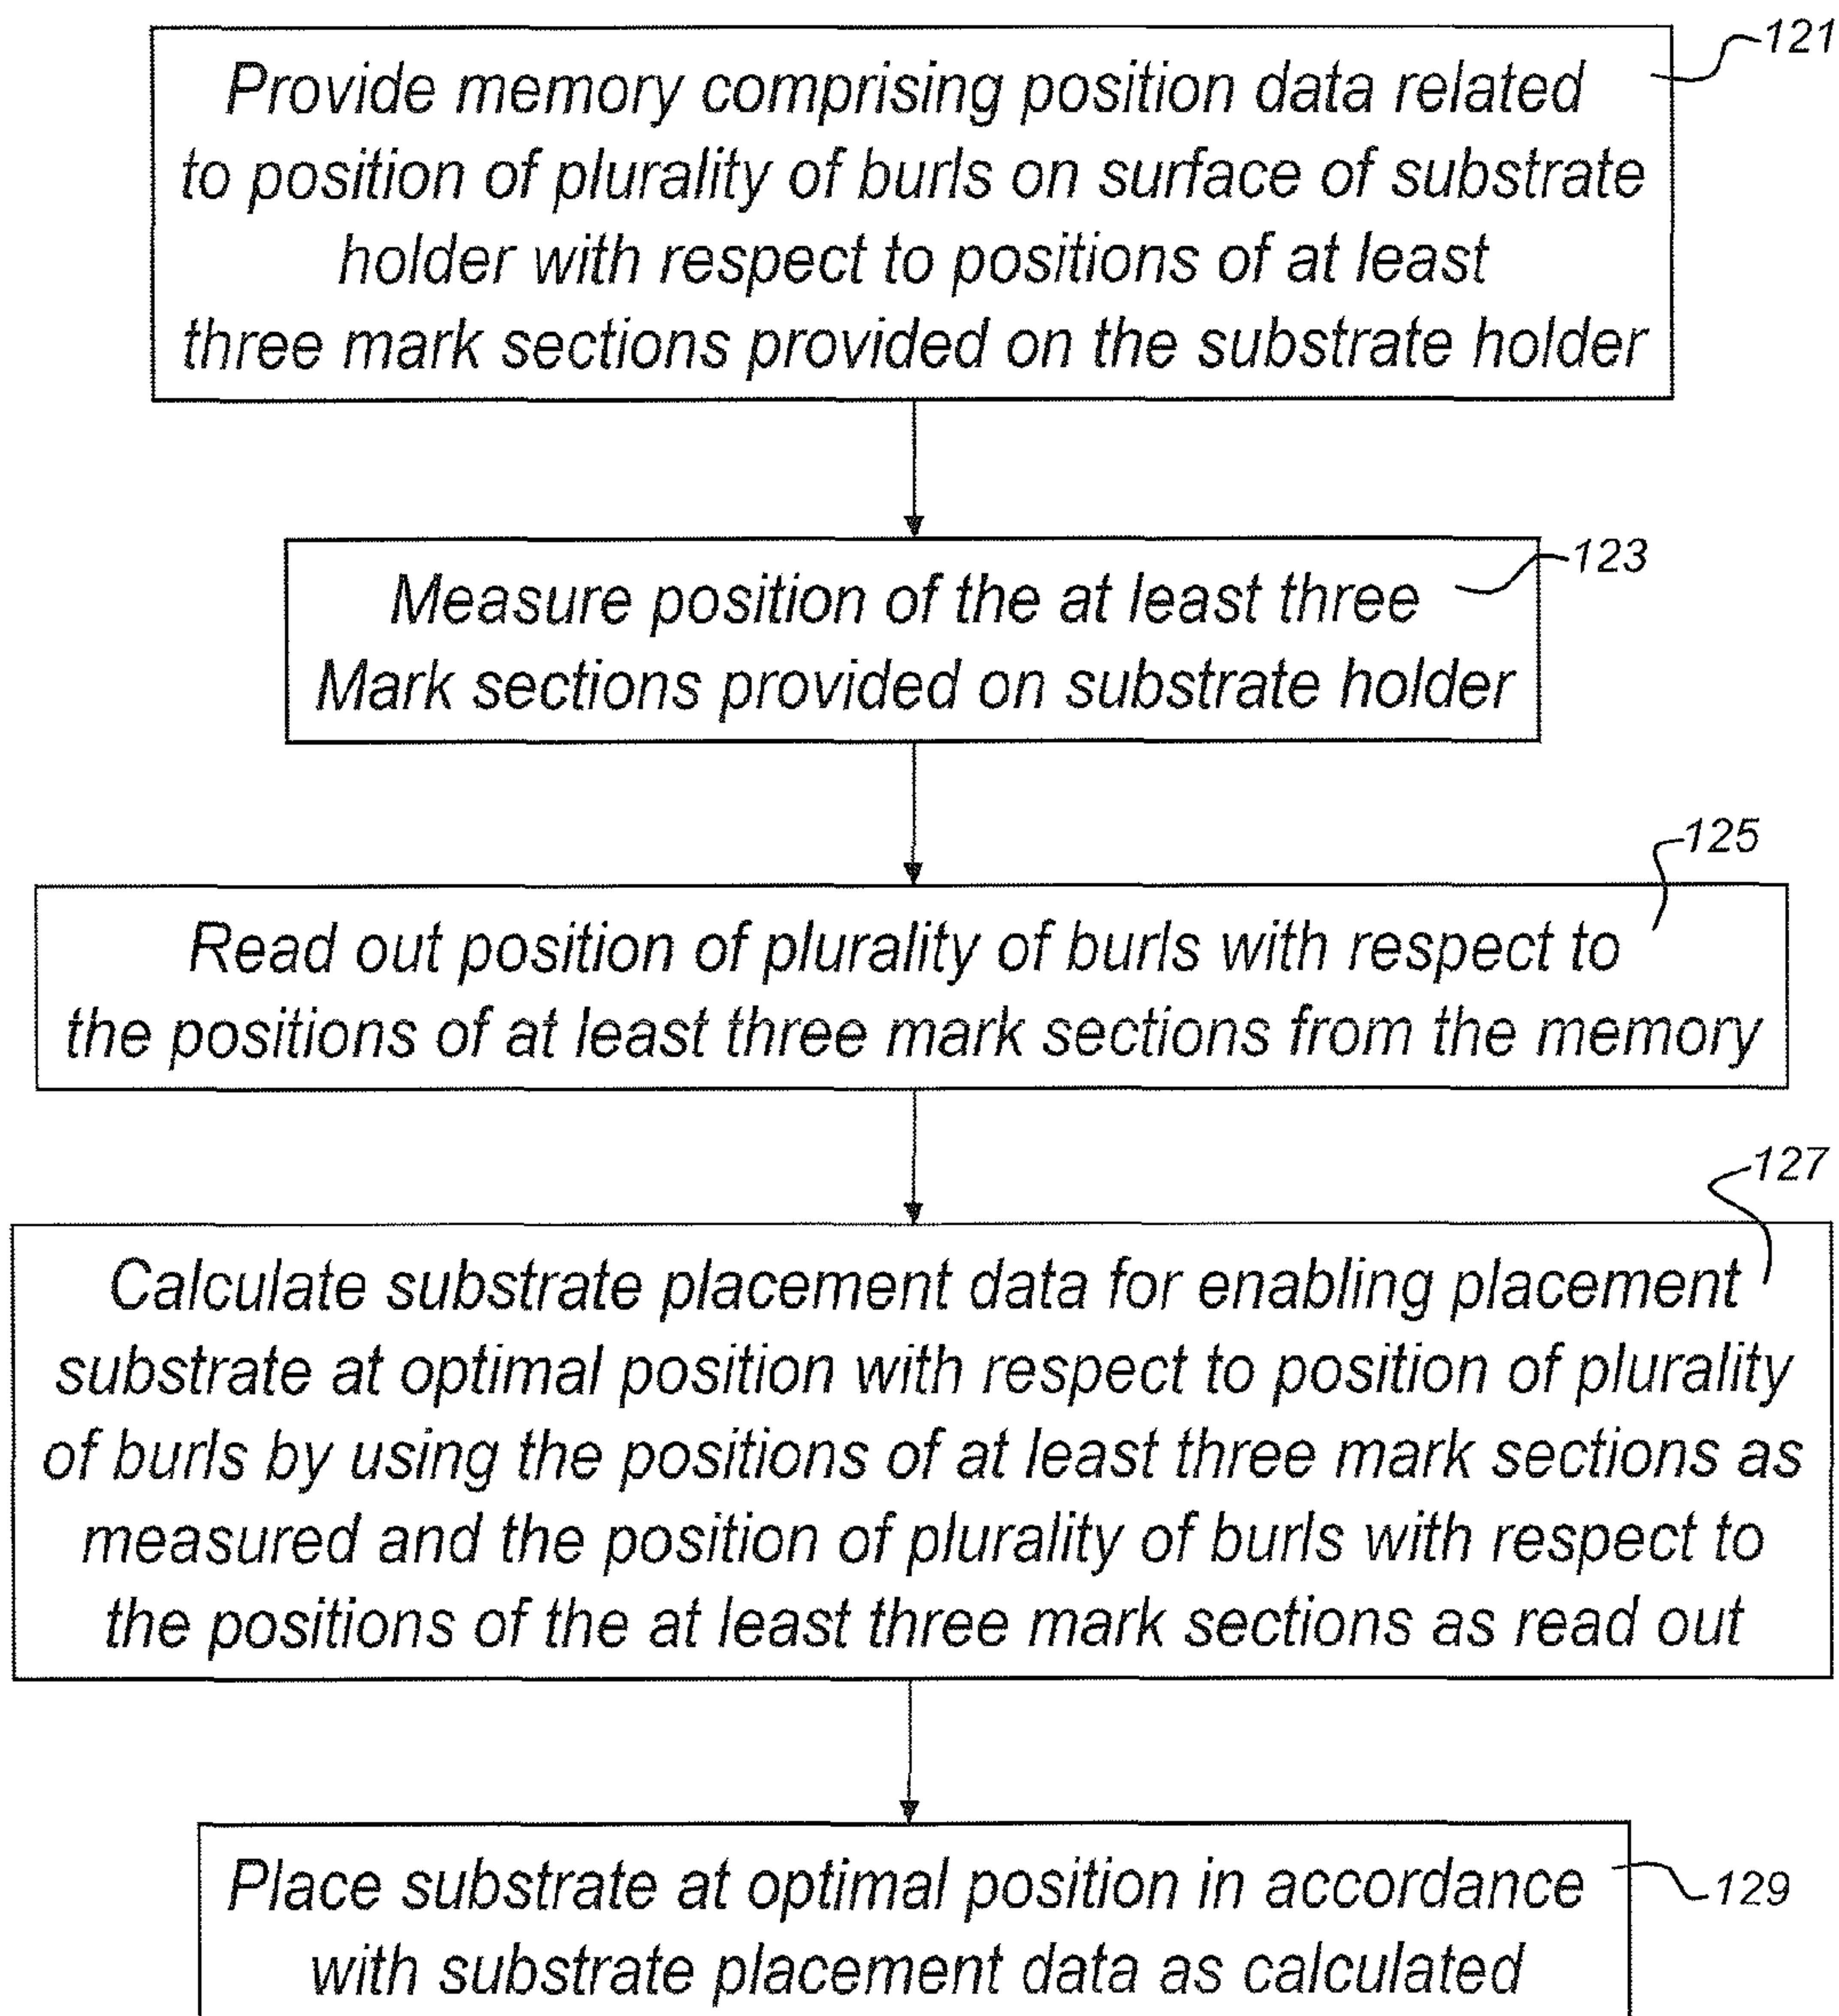 121
Provide memory comprising position data related
to position of plurality of burls on surface of substrate
holder with respect to positions of at least
three mark sections provided on the substrate holder
123
Measure position of the at least three
Mark sections provided on substrate holder
125
Read out position of plurality of burls with respect to
the positions of at least three mark sections from the memory
127
Calculate substrate placement data for enabling placement
substrate at optimal position with respect to position of plurality
of burls by using the positions of at least three mark sections as
measured and the position of plurality of burls with respect to
the positions of the at least three mark sections as read out
129
Place substrate at optimal position in accordance
with substrate placement data as calculated